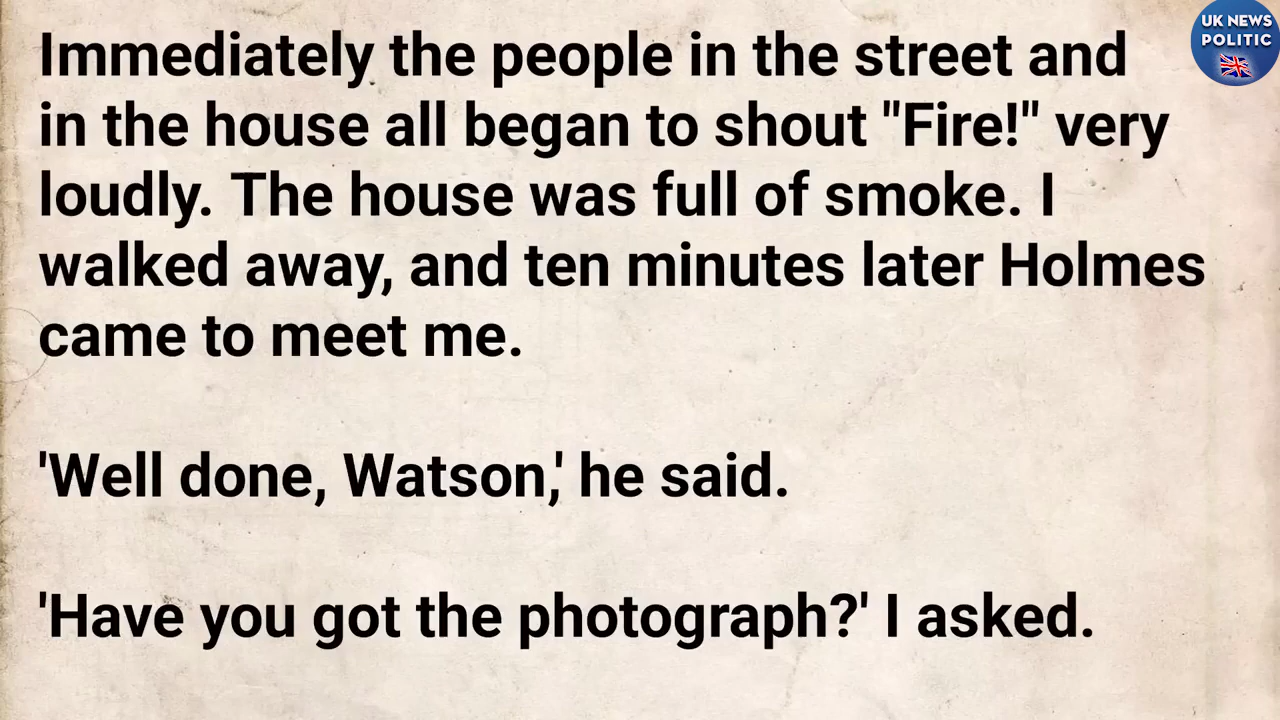 UK NEWS
POLITIC
Immediately the people in the street and
in the house all began to shout "Fire!" very
loudly. The house was full of smoke. I
walked away, and ten minutes later Holmes
came to meet me.
'Well done, Watson,' he said.
'Have you got the photograph?' I asked.